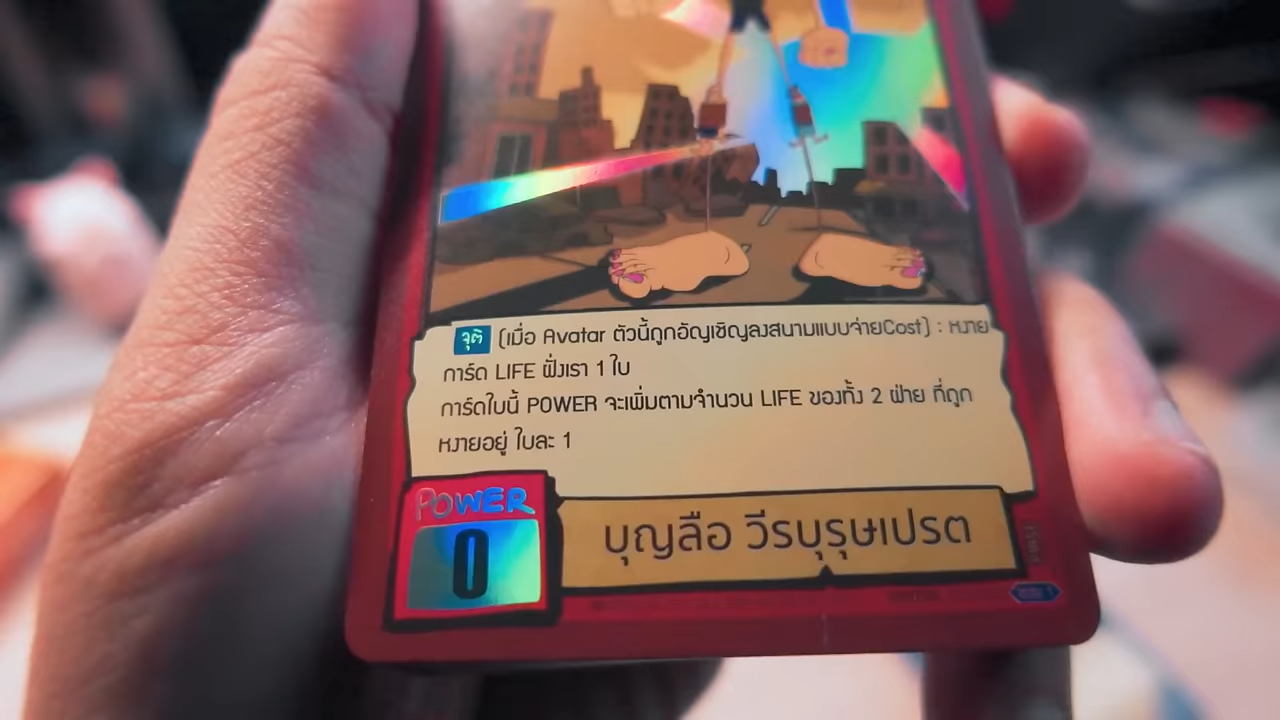 จุติ (เมื่อ Avatar ตัวนี้ถูกอัญเชิญลงสนามแบบจ่ายCost) : หงาย
การ์ด LIFE ฝั่งเรา 1 ใบ
การ์ดใบนี้ POWER จะเพิ่มตามจำนวน LIFE ของทั้ง 2 ฝ่าย ที่ถูก
หงายอยู่ ใบละ 1
POWER
0
บุญลือ วีรบุรุษเปรต